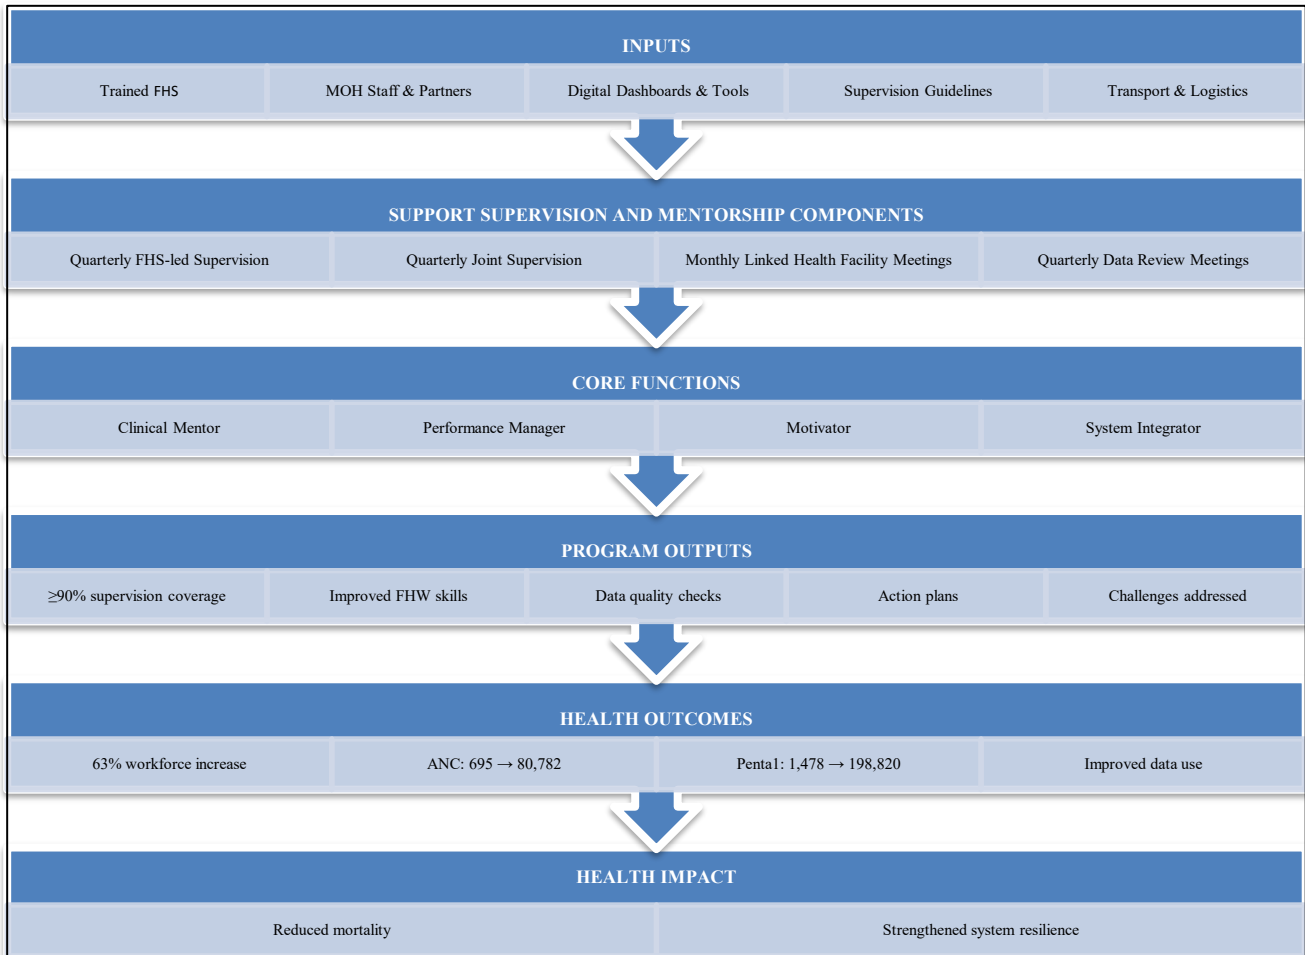 INPUTS
Trained FHS
MOH Staff & Partners
Digital Dashboards & Tools
Supervision Guidelines
Transport & Logistics
SUPPORT SUPERVISION AND MENTORSHIP COMPONENTS
Quarterly FHS-led Supervision
Quarterly Joint Supervision
Monthly Linked Health Facility Meetings
Quarterly Data Review Meetings
CORE FUNCTIONS
Clinical Mentor
Performance Manager
Motivator
System Integrator
PROGRAM OUTPUTS
≥90% supervision coverage
Improved FHW skills
Data quality checks
Action plans
Challenges addressed
HEALTH OUTCOMES
63% workforce increase
ANC: 695 → 80,782
Penta1: 1,478 → 198,820
Improved data use
HEALTH IMPACT
Reduced mortality
Strengthened system resilience